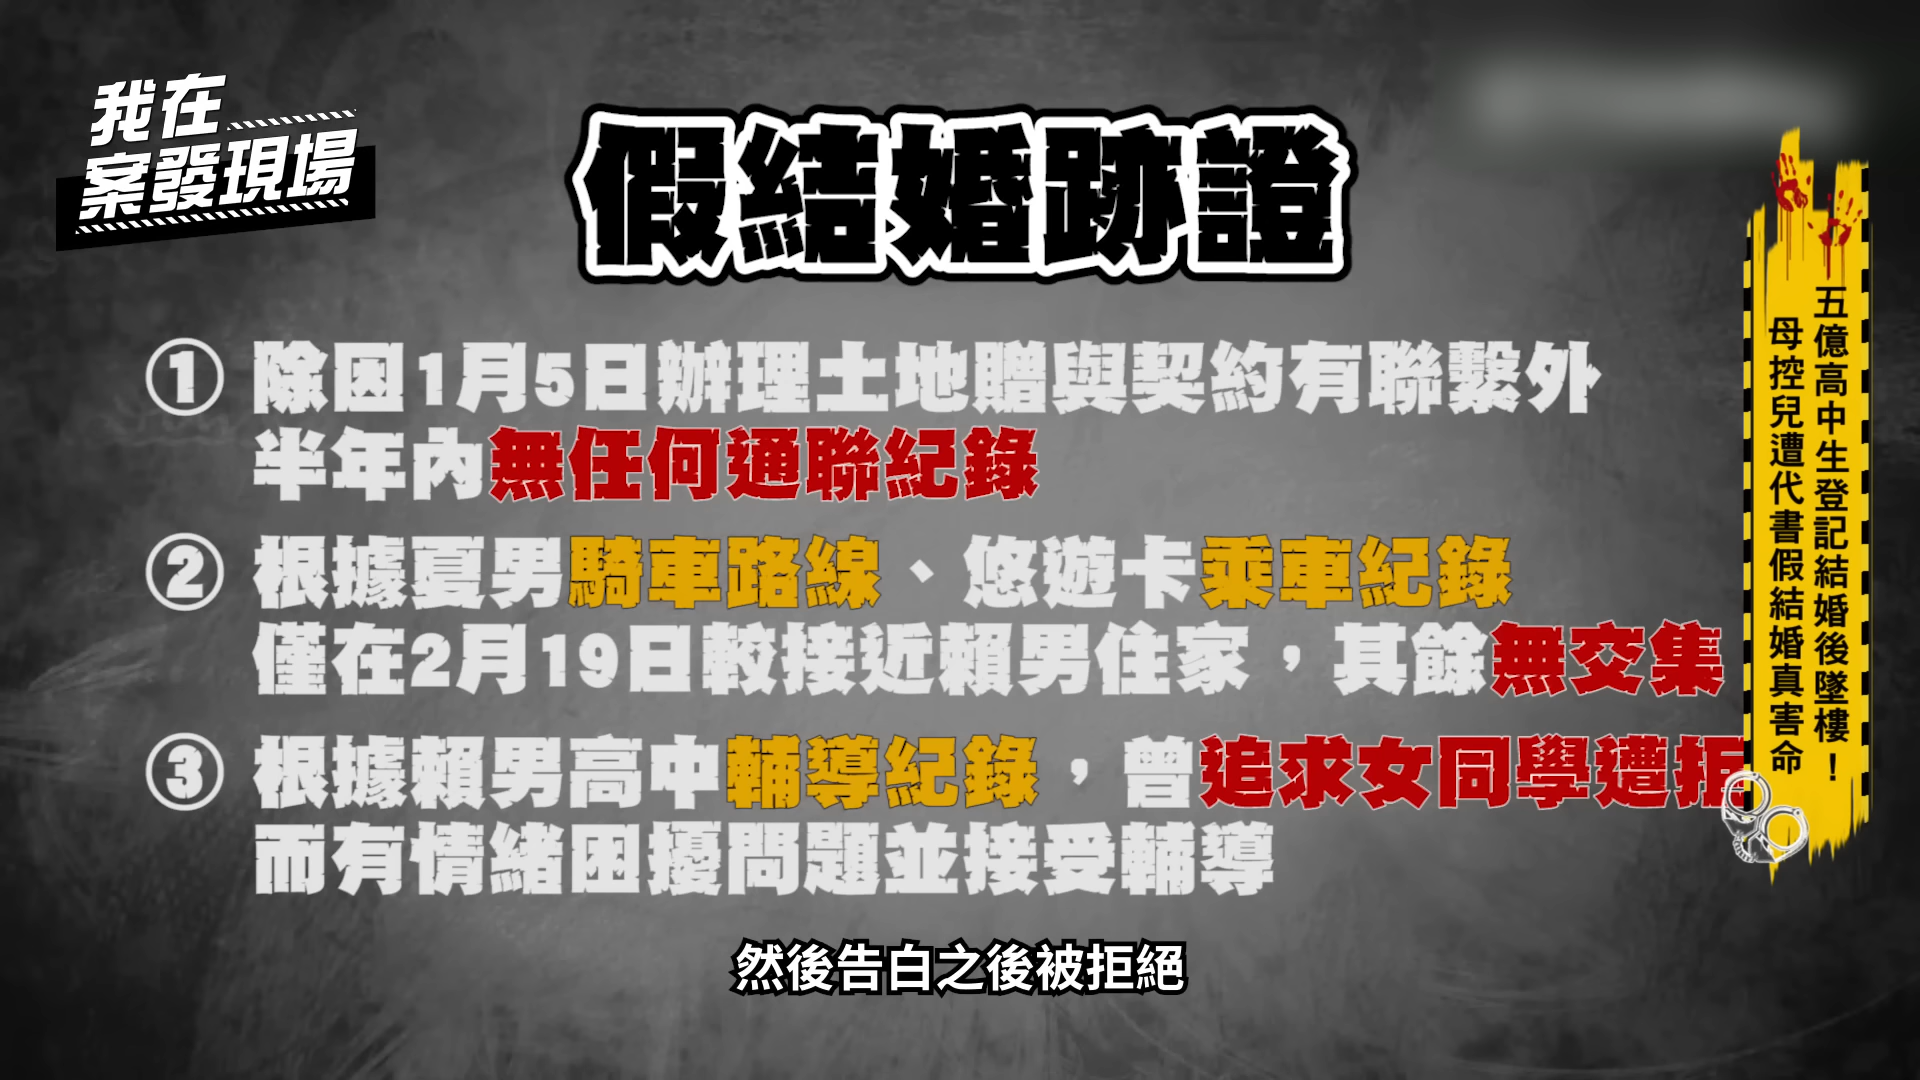 我在
案發現場
假結婚跡證
① 除因1月5日辦理土地贈與契約有聯繫外
半年內無任何通聯紀錄
② 根據夏男騎車路線、悠遊卡乘車紀錄
僅在2月19日較接近賴男住家，其餘無交集
③ 根據賴男高中輔導紀錄，曾追求女同學遭拒
而有情緒困擾問題並接受輔導
五億高中生登記結婚後墜樓！
母控兒遭代書假結婚真害命
然後告白之後被拒絕